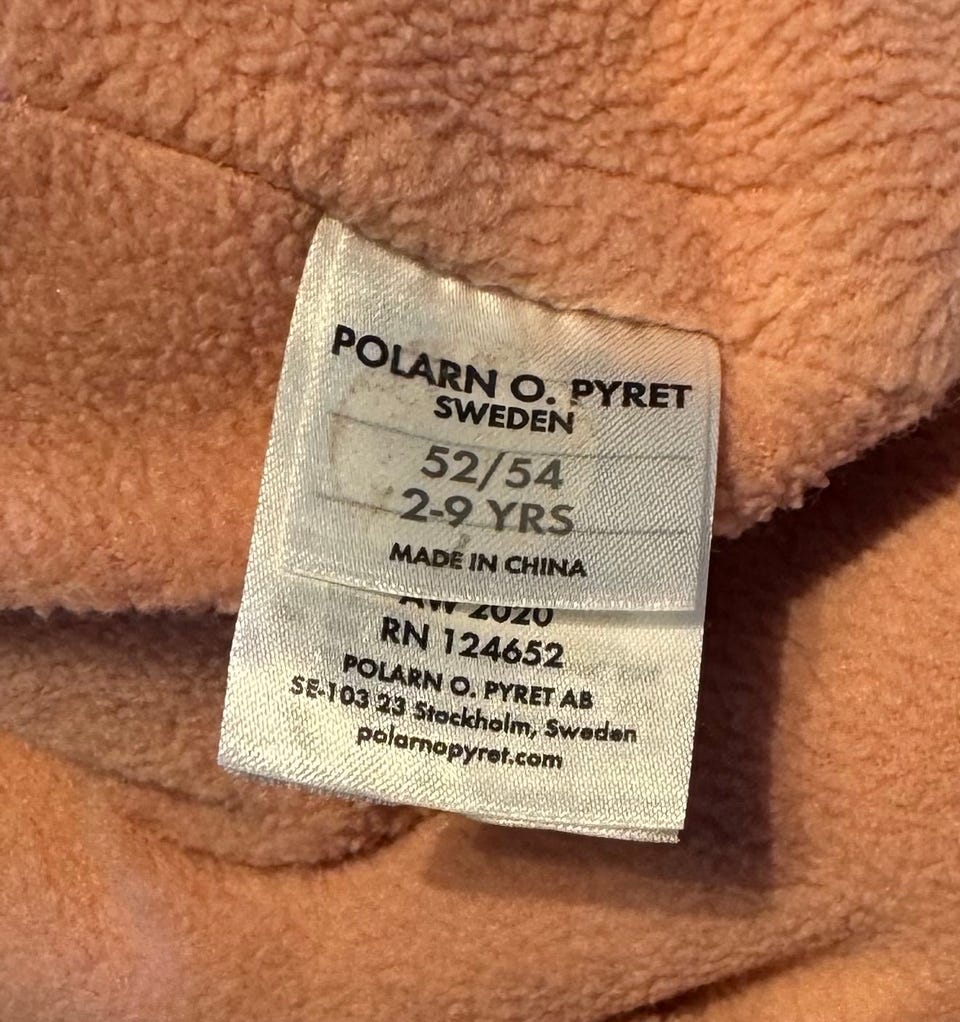 POLARN O. PYRET
SWEDEN
52/54
2-9 YRS
MADE IN CHINA
AW 2020
RN 124652
POLARN O. PYRET AB
SE-103 23 Stockholm, Sweden
polarnopyret.com